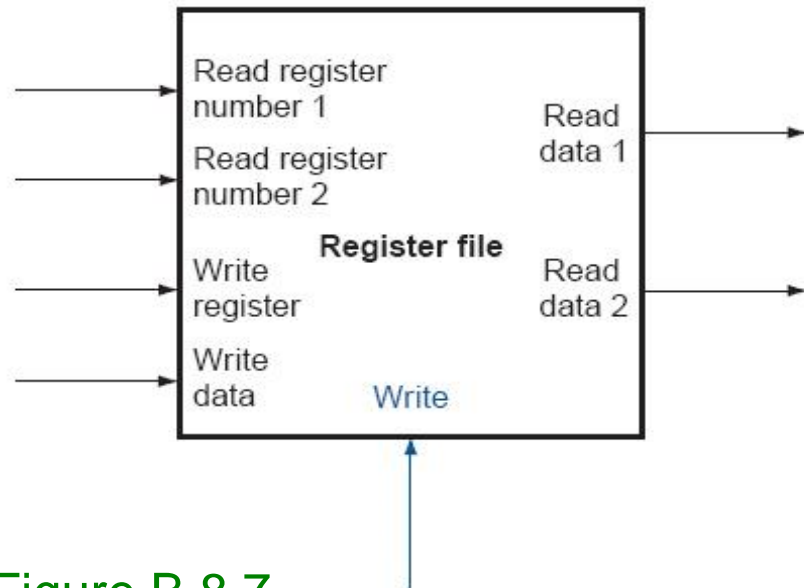 Read register
number 1
Read
data 1
Read register
number 2
Register file
Write
register
Read
data 2
Write
data
Write
Figure B.8.7